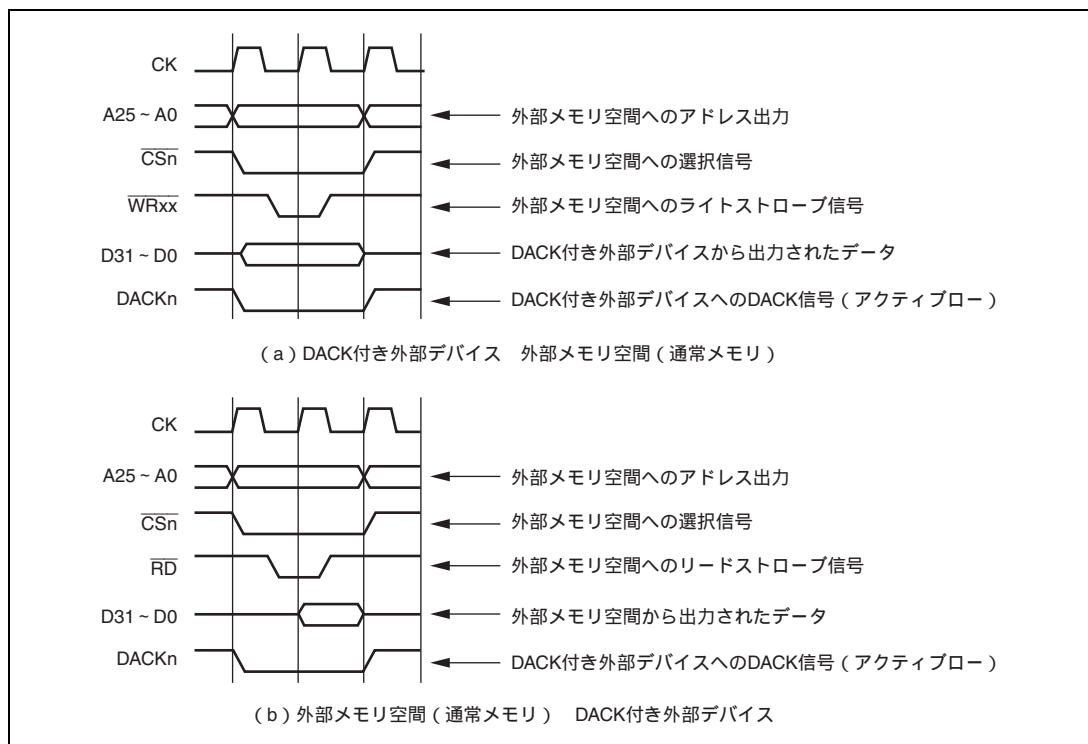 CK
A25 ~ A0 外部メモリ空間へのアドレス出力
CSn 外部メモリ空間への選択信号
WRxx 外部メモリ空間へのライトストローブ信号
D31 ~ D0 DACK付き外部デバイスから出力されたデータ
DACKn DACK付き外部デバイスへのDACK信号（アクティブロー）
（a）DACK付き外部デバイス　外部メモリ空間（通常メモリ）
CK
A25 ~ A0 外部メモリ空間へのアドレス出力
CSn 外部メモリ空間への選択信号
RD 外部メモリ空間へのリードストローブ信号
D31 ~ D0 外部メモリ空間から出力されたデータ
DACKn DACK付き外部デバイスへのDACK信号（アクティブロー）
（b）外部メモリ空間（通常メモリ）　DACK付き外部デバイス